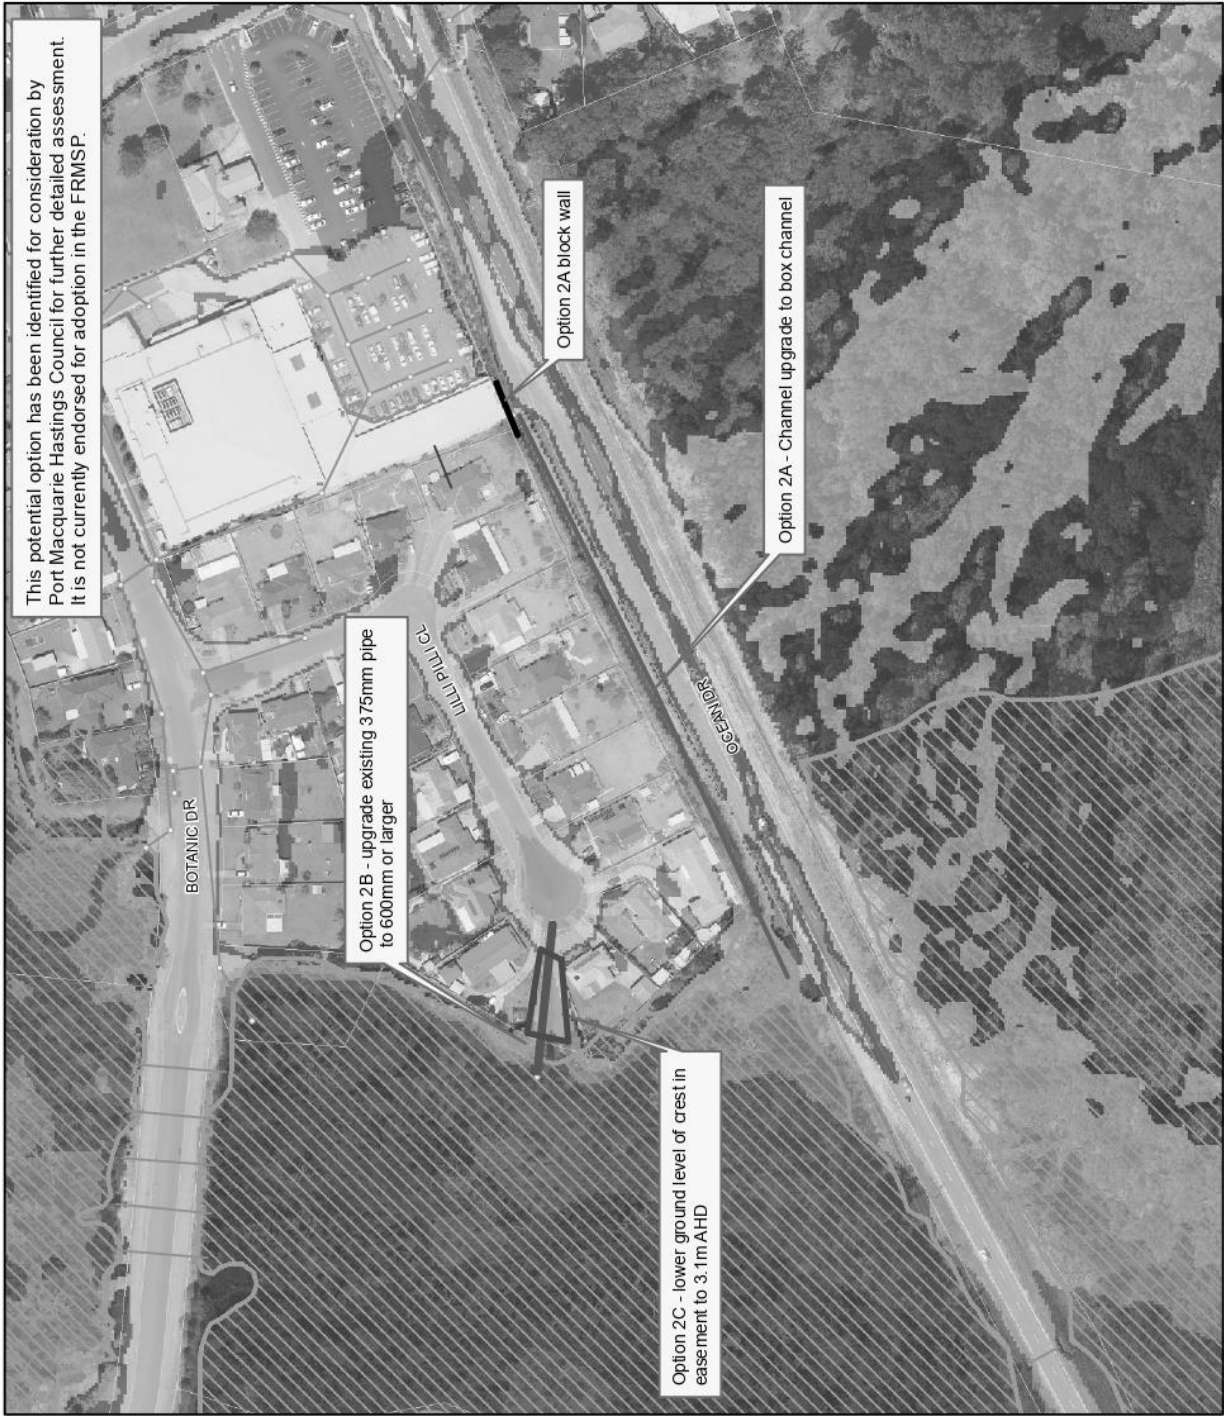 This potential option has been identified for consideration by
Port Macquarie Hastings Council for further detailed assessment.
It is not currently endorsed for adoption in the FRMSP.
BOTANIC DR
Option 2B - upgrade existing 375mm pipe
to 600mm or larger
LILLI PILLI CL
Option 2A block wall
OCEAN DR
Option 2A - Channel upgrade to box channel
Option 2C - lower ground level of crest in
easement to 3.1m AHD